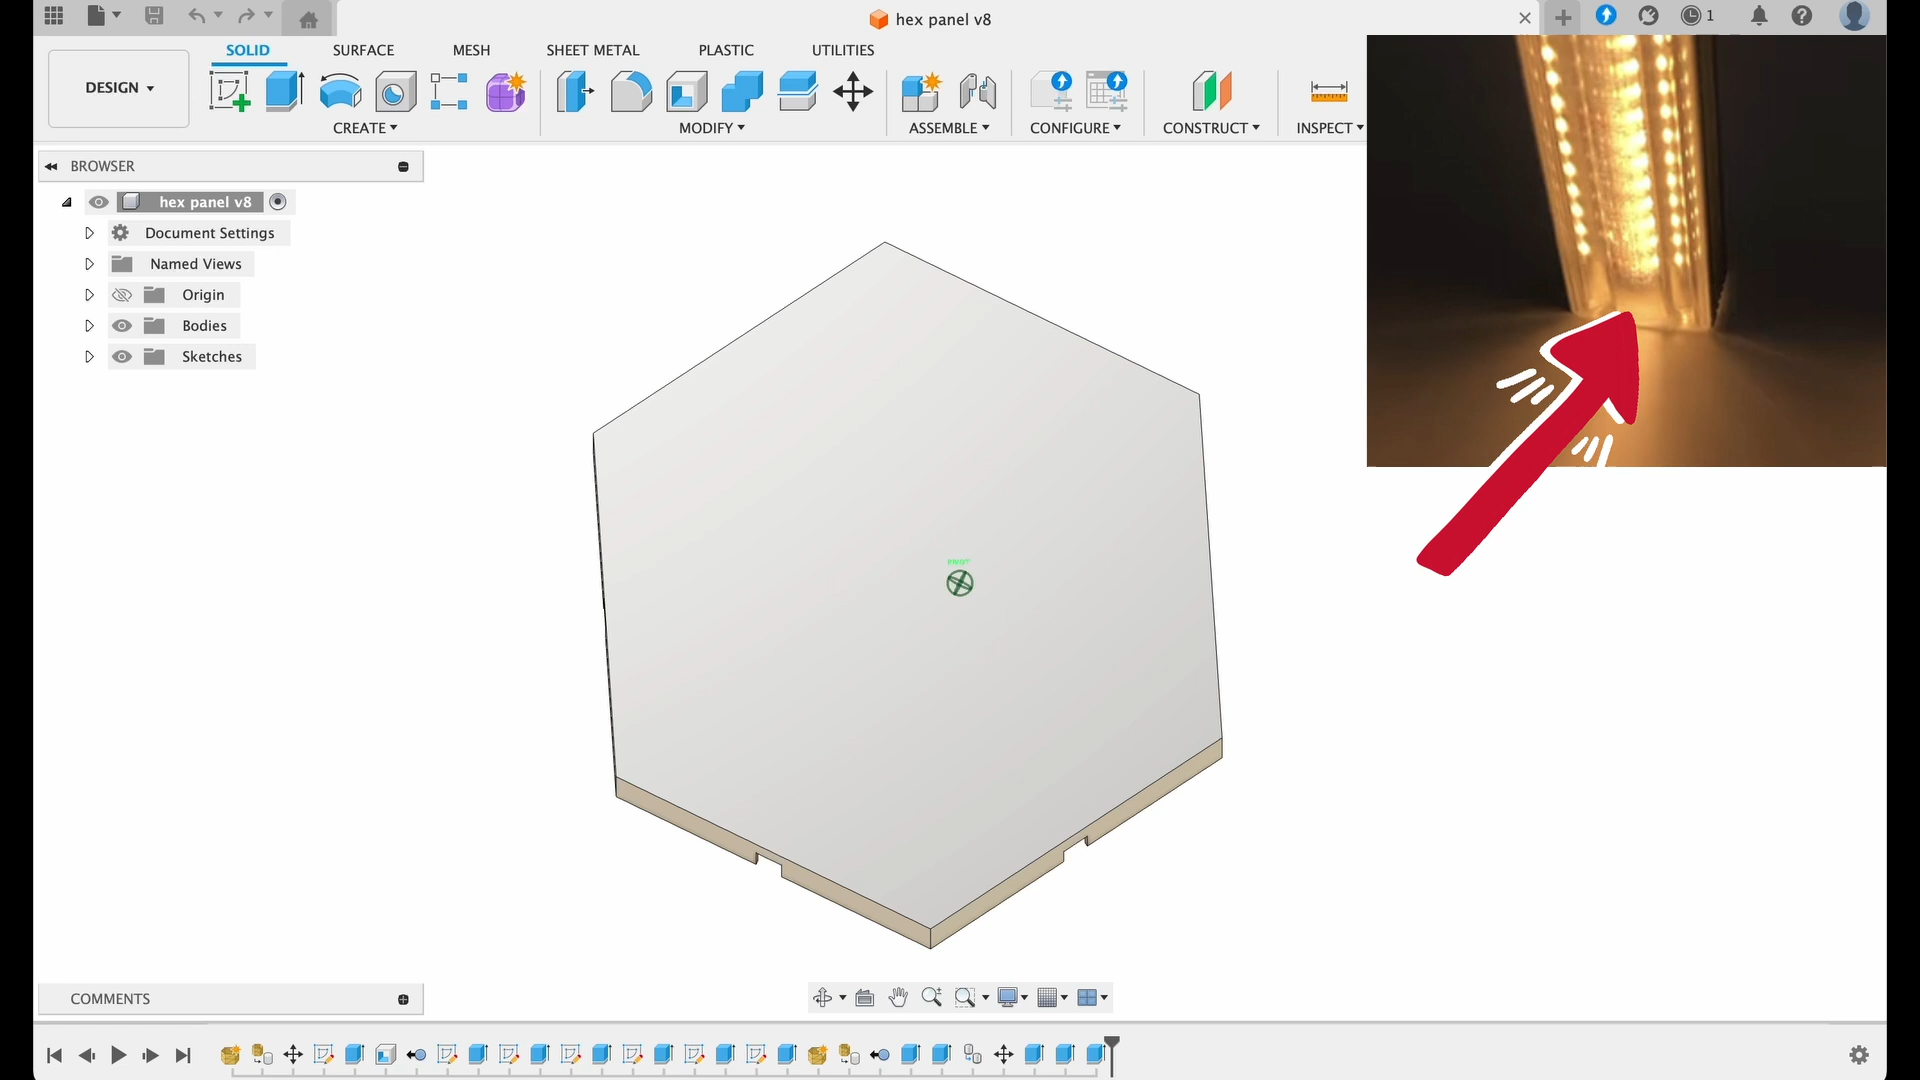 hex panel v8
1
DESIGN
SOLID
SURFACE
MESH
SHEET METAL
PLASTIC
UTILITIES
CREATE
MODIFY
ASSEMBLE
CONFIGURE
CONSTRUCT
INSPECT
BROWSER
hex panel v8
Document Settings
Named Views
Origin
Bodies
Sketches
COMMENTS